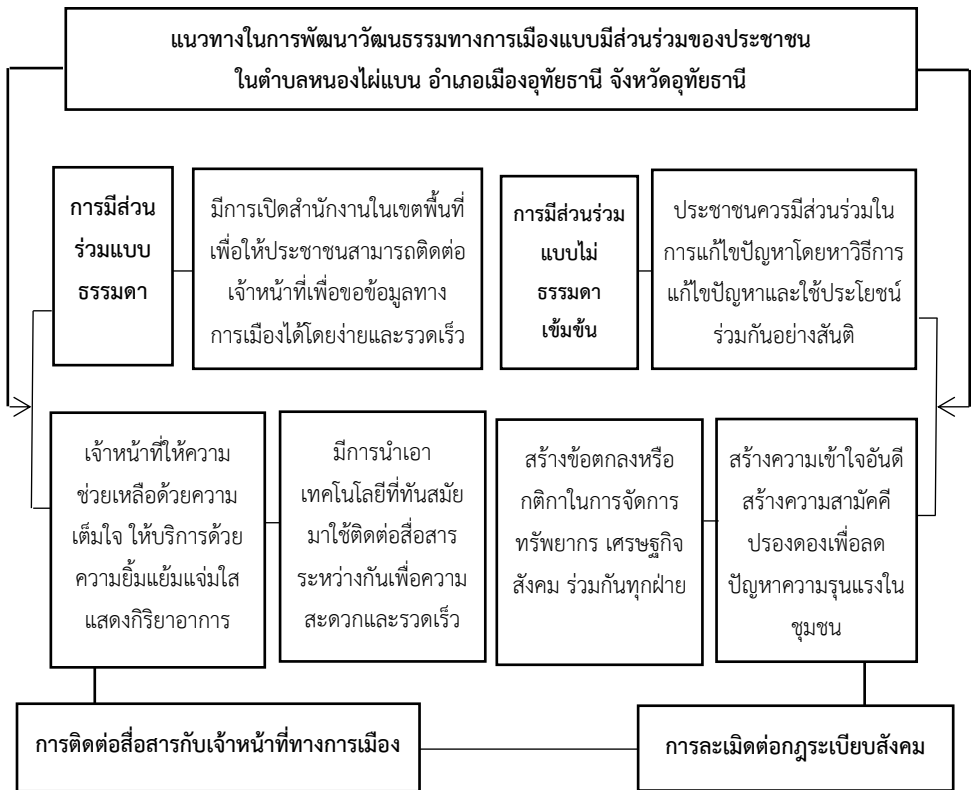 แนวทางในการพัฒนาวัฒนธรรมทางการเมืองแบบมีส่วนร่วมของประชาชน
ในตำบลหนองไผ่แบน อำเภอเมืองอุทัยธานี จังหวัดอุทัยธานี
การมีส่วน
ร่วมแบบ
ธรรมดา
มีการเปิดสำนักงานในเขตพื้นที่
เพื่อให้ประชาชนสามารถติดต่อ
เจ้าหน้าที่เพื่อขอข้อมูลทาง
การเมืองได้โดยง่ายและรวดเร็ว
การมีส่วนร่วม
แบบไม่
ธรรมดา
เข้มข้น
ประชาชนควรมีส่วนร่วมใน
การแก้ไขปัญหาโดยหาวิธีการ
แก้ไขปัญหาและใช้ประโยชน์
ร่วมกันอย่างสันติ
เจ้าหน้าที่ให้ความ
ช่วยเหลือด้วยความ
เต็มใจ ให้บริการด้วย
ความยิ้มแย้มแจ่มใส
แสดงกิริยาอาการ
มีการนำเอา
เทคโนโลยีที่ทันสมัย
มาใช้ติดต่อสื่อสาร
ระหว่างกันเพื่อความ
สะดวกและรวดเร็ว
สร้างข้อตกลงหรือ
กติกาในการจัดการ
ทรัพยากร เศรษฐกิจ
สังคม ร่วมกันทุกฝ่าย
สร้างความเข้าใจอันดี
สร้างความสามัคคี
ปรองดองเพื่อลด
ปัญหาความรุนแรงใน
ชุมชน
การติดต่อสื่อสารกับเจ้าหน้าที่ทางการเมือง
การละเมิดต่อกฎระเบียบสังคม